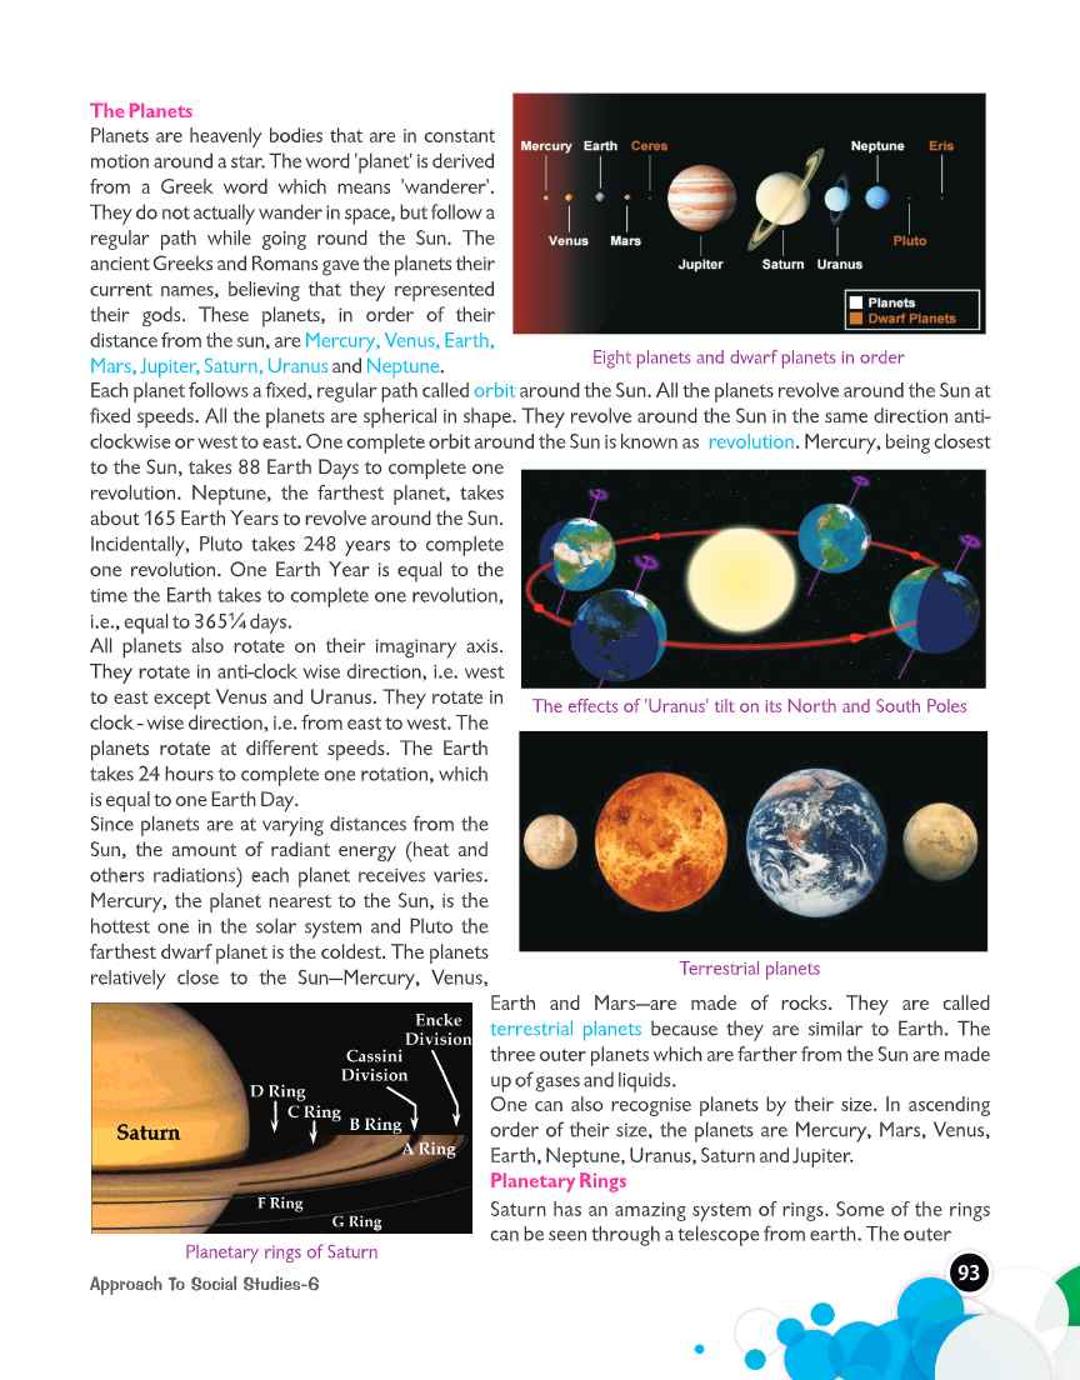 The Planets
Planets are heavenly bodies that are in constant
motion around a star. The word 'planet' is derived
from a Greek word which means 'wanderer'.
They do not actually wander in space, but follow a
regular path while going round the Sun. The
ancient Greeks and Romans gave the planets their
current names, believing that they represented
their gods. These planets, in order of their
distance from the sun, are Mercury, Venus, Earth,
Mars, Jupiter, Saturn, Uranus and Neptune.
Mercury Earth Ceres Neptune Eris
Venus Mars Pluto
Jupiter Saturn Uranus
Planets
Dwarf Planets
Eight planets and dwarf planets in order
Each planet follows a fixed, regular path called orbit around the Sun. All the planets revolve around the Sun at
fixed speeds. All the planets are spherical in shape. They revolve around the Sun in the same direction anti-
clockwise or west to east. One complete orbit around the Sun is known as revolution. Mercury, being closest
to the Sun, takes 88 Earth Days to complete one
revolution. Neptune, the farthest planet, takes
about 165 Earth Years to revolve around the Sun.
Incidentally, Pluto takes 248 years to complete
one revolution. One Earth Year is equal to the
time the Earth takes to complete one revolution,
i.e., equal to 365¼ days.
All planets also rotate on their imaginary axis.
They rotate in anti-clock wise direction, i.e. west
to east except Venus and Uranus. They rotate in
clock - wise direction, i.e. from east to west. The
planets rotate at different speeds. The Earth
takes 24 hours to complete one rotation, which
is equal to one Earth Day.
Since planets are at varying distances from the
Sun, the amount of radiant energy (heat and
others radiations) each planet receives varies.
Mercury, the planet nearest to the Sun, is the
hottest one in the solar system and Pluto the
farthest dwarf planet is the coldest. The planets
relatively close to the Sun—Mercury, Venus,
The effects of 'Uranus' tilt on its North and South Poles
Terrestrial planets
Earth and Mars—are made of rocks. They are called
terrestrial planets because they are similar to Earth. The
three outer planets which are farther from the Sun are made
up of gases and liquids.
One can also recognise planets by their size. In ascending
order of their size, the planets are Mercury, Mars, Venus,
Earth, Neptune, Uranus, Saturn and Jupiter.
Planetary Rings
Saturn has an amazing system of rings. Some of the rings
can be seen through a telescope from earth. The outer
Encke
Division
Cassini
Division
D Ring
C Ring
B Ring
Saturn
A Ring
F Ring
G Ring
Planetary rings of Saturn
Approach To Social Studies-6
93